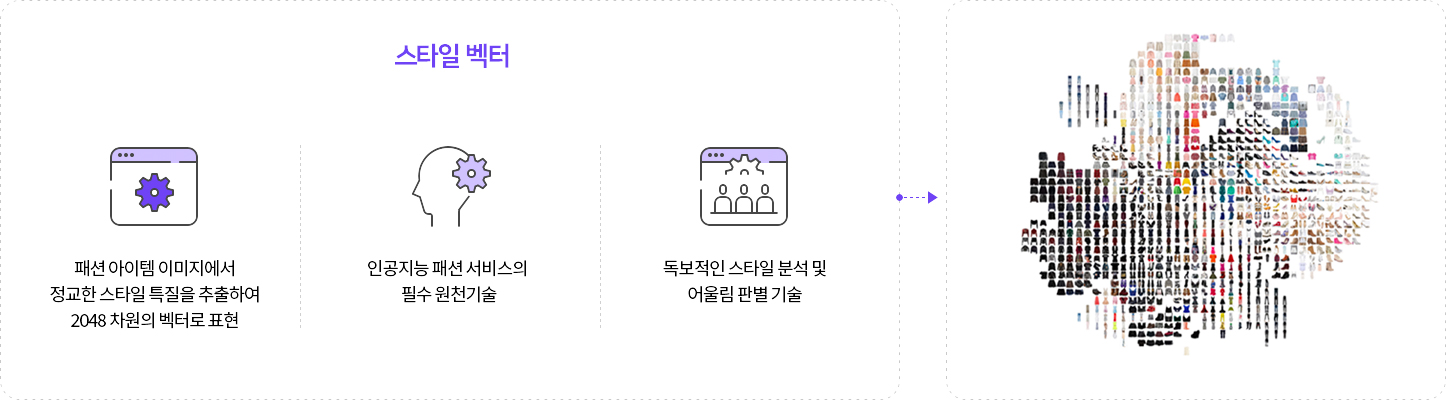 스타일 벡터
패션 아이템 이미지에서
정교한 스타일 특질을 추출하여
2048 차원의 벡터로 표현
인공지능 패션 서비스의
필수 원천기술
독보적인 스타일 분석 및
어울림 판별 기술